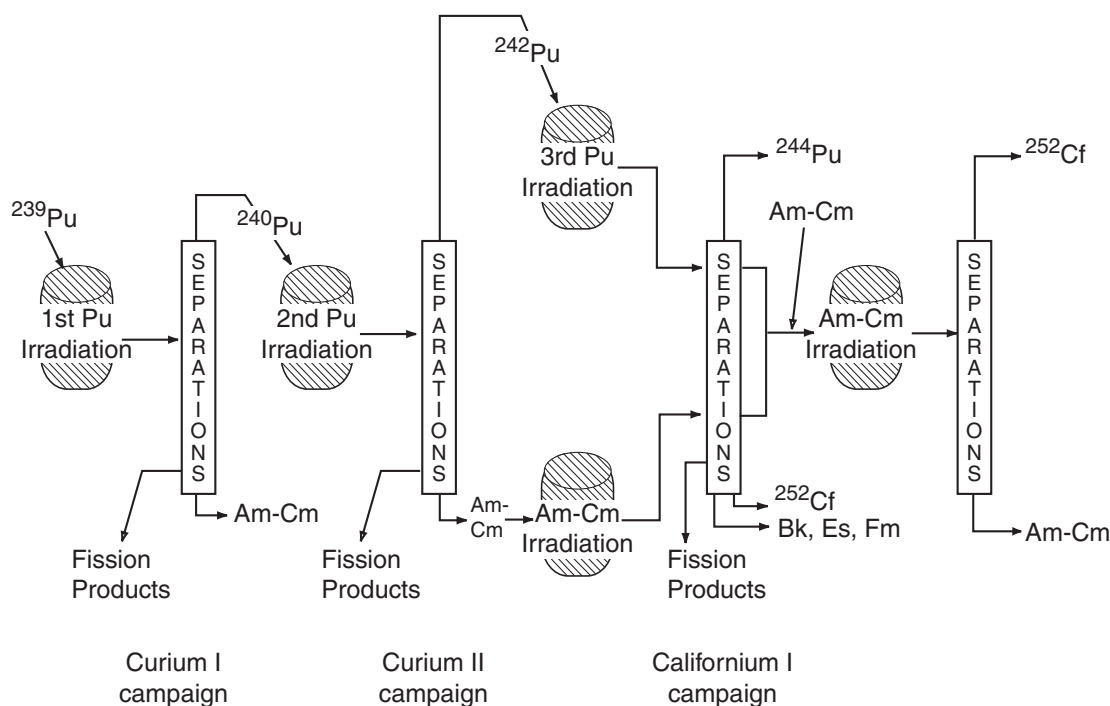 ²³⁹Pu
1st Pu
Irradiation
SEPARATIONS
Fission
Products
Am-Cm
²⁴⁰Pu
2nd Pu
Irradiation
SEPARATIONS
Fission
Products
Am-
Cm
Am-Cm
Irradiation
²⁴²Pu
3rd Pu
Irradiation
SEPARATIONS
²⁴⁴Pu
Am-Cm
Fission
Products
²⁵²Cf
Bk, Es, Fm
Am-Cm
Irradiation
SEPARATIONS
²⁵²Cf
Am-Cm
Curium I
campaign
Curium II
campaign
Californium I
campaign